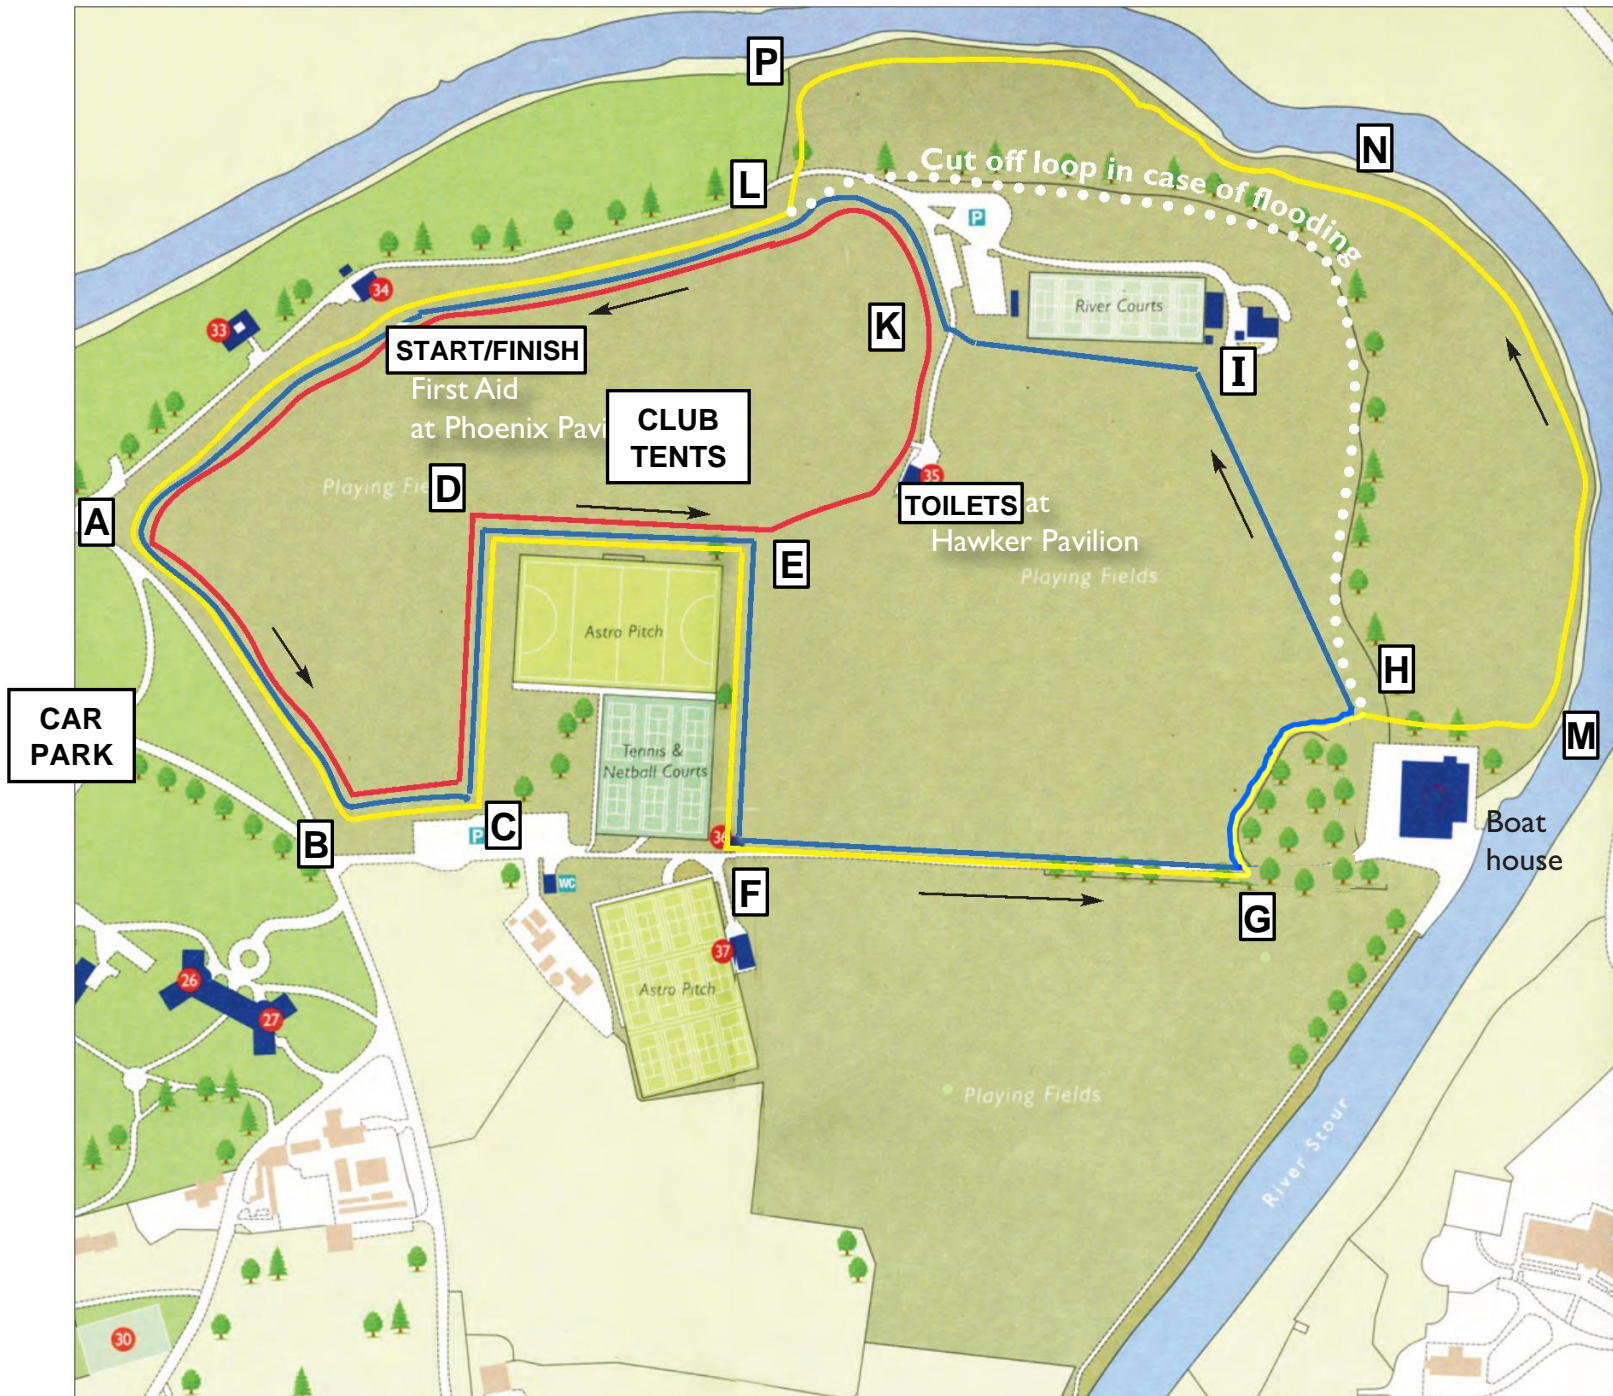 P
N
Cut off loop in case of flooding
L
P
34
River Courts
33
K
START/FINISH
I
First Aid
at Phoenix Pavi
CLUB
TENTS
35
Playing Fie
D
A
TOILETS
at
Hawker Pavilion
E
Playing Fields
Astro Pitch
H
CAR
PARK
M
Tennis &
Netball Courts
B
P
C
36
Boat
house
WC
F
G
37
26
Astro Pitch
27
Playing Fields
River Stour
30